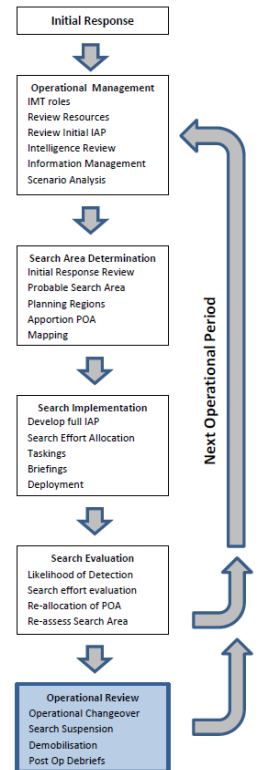 Initial Response
Operational Management
IMT roles
Review Resources
Review Initial IAP
Intelligence Review
Information Management
Scenario Analysis
Search Area Determination
Initial Response Review
Probable Search Area
Planning Regions
Apportion POA
Mapping
Search Implementation
Develop full IAP
Search Effort Allocation
Taskings
Briefings
Deployment
Search Evaluation
Likelihood of Detection
Search effort evaluation
Re-allocation of POA
Re-assess Search Area
Operational Review
Operational Changeover
Search Suspension
Demobilisation
Post Op Debriefs
Next Operational Period